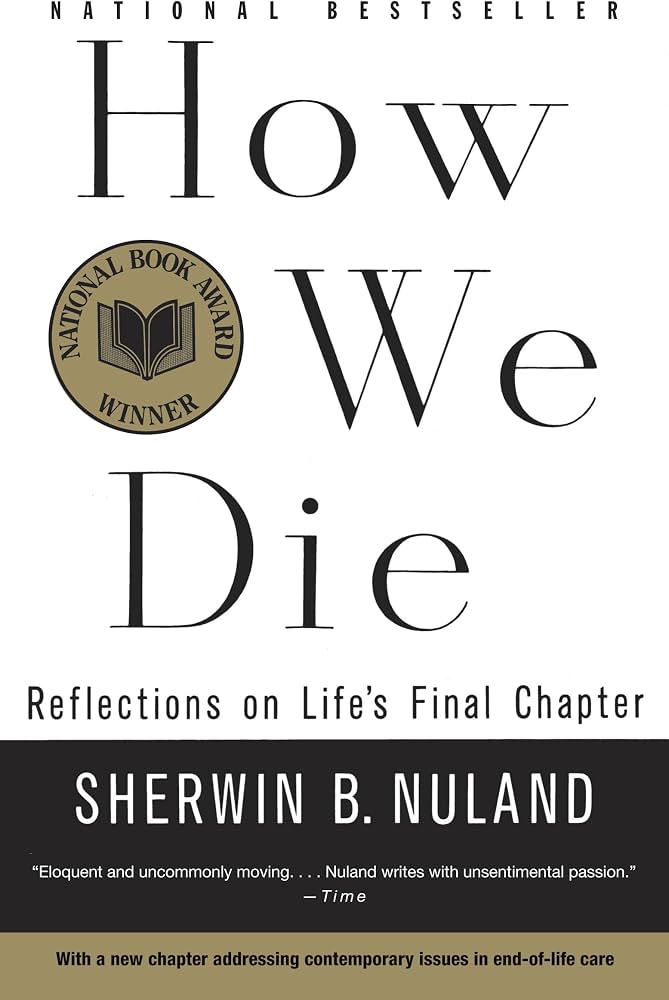 NATIONAL BESTSELLER
How
NATIONAL BOOK AWARD
WINNER
We
Die
Reflections on Life's Final Chapter
SHERWIN B. NULAND
“Eloquent and uncommonly moving. . . . Nuland writes with unsentimental passion.”
—Time
With a new chapter addressing contemporary issues in end-of-life care